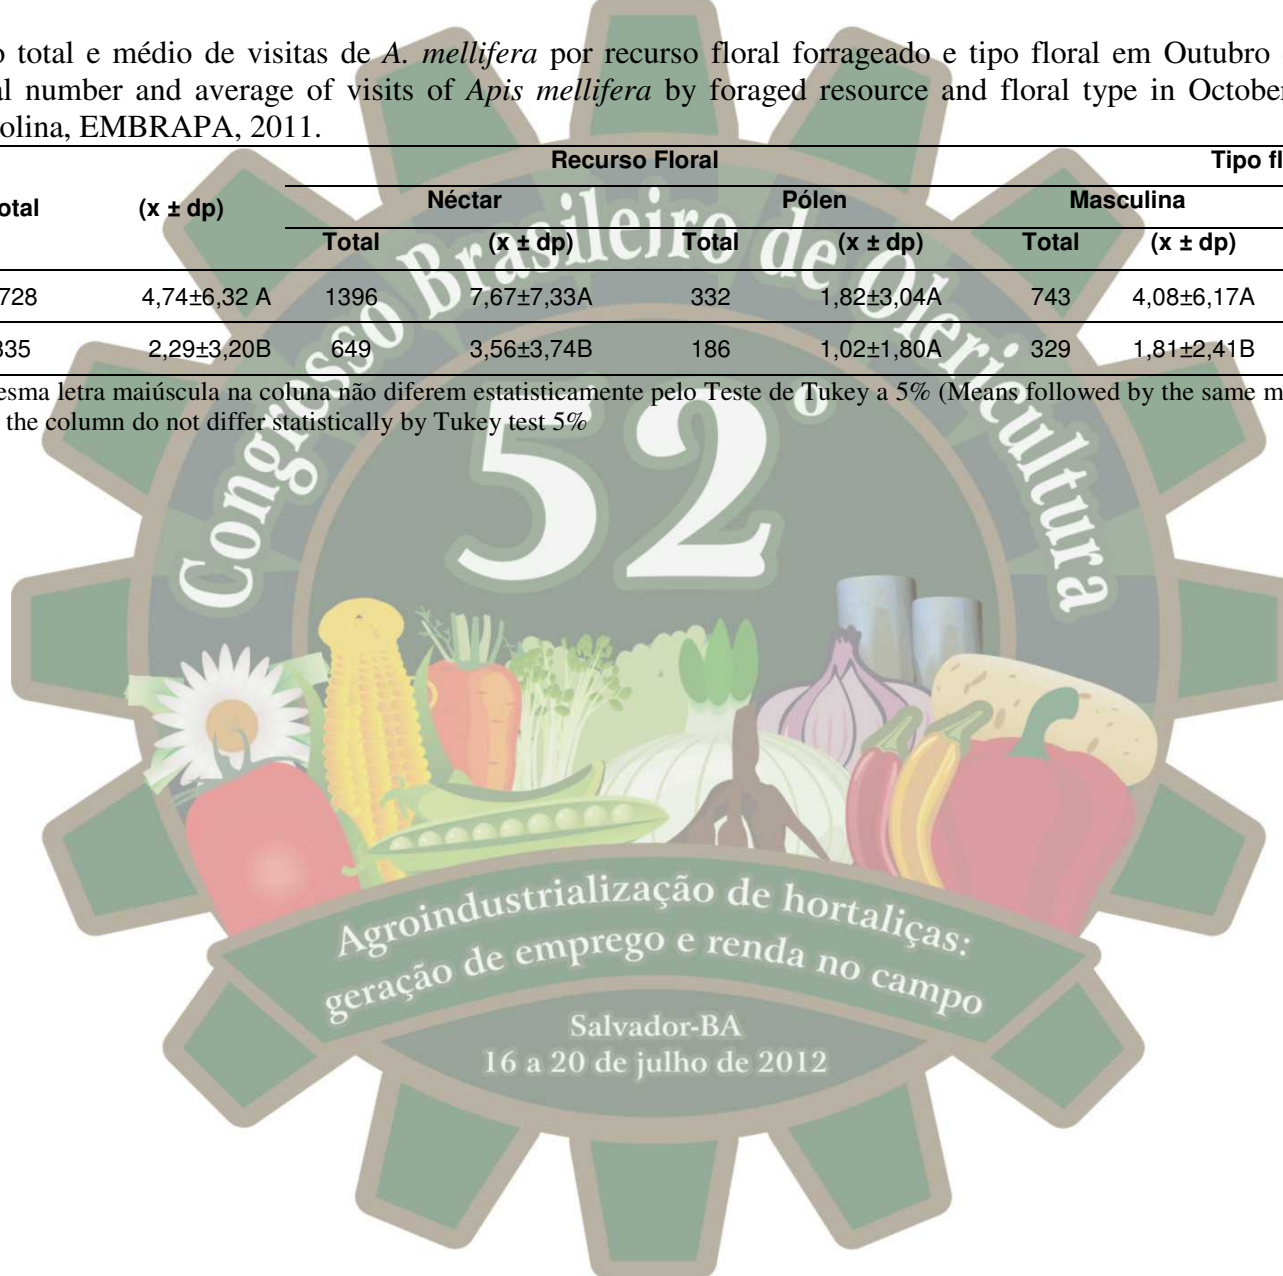 o total e médio de visitas de A. mellifera por recurso floral forrageado e tipo floral em Outubro
al number and average of visits of Apis mellifera by foraged resource and floral type in October
olina, EMBRAPA, 2011.
Recurso Floral Tipo fl
otal (x ± dp) Néctar Pólen Masculina
Total (x ± dp) Total (x ± dp) Total (x ± dp)
728 4,74±6,32 A 1396 7,67±7,33A 332 1,82±3,04A 743 4,08±6,17A
335 2,29±3,20B 649 3,56±3,74B 186 1,02±1,80A 329 1,81±2,41B
esma letra maiúscula na coluna não diferem estatisticamente pelo Teste de Tukey a 5% (Means followed by the same m
the column do not differ statistically by Tukey test 5%
Congresso Brasileiro de Olericultura
52º
Agroindustrialização de hortaliças:
geração de emprego e renda no campo
Salvador-BA
16 a 20 de julho de 2012